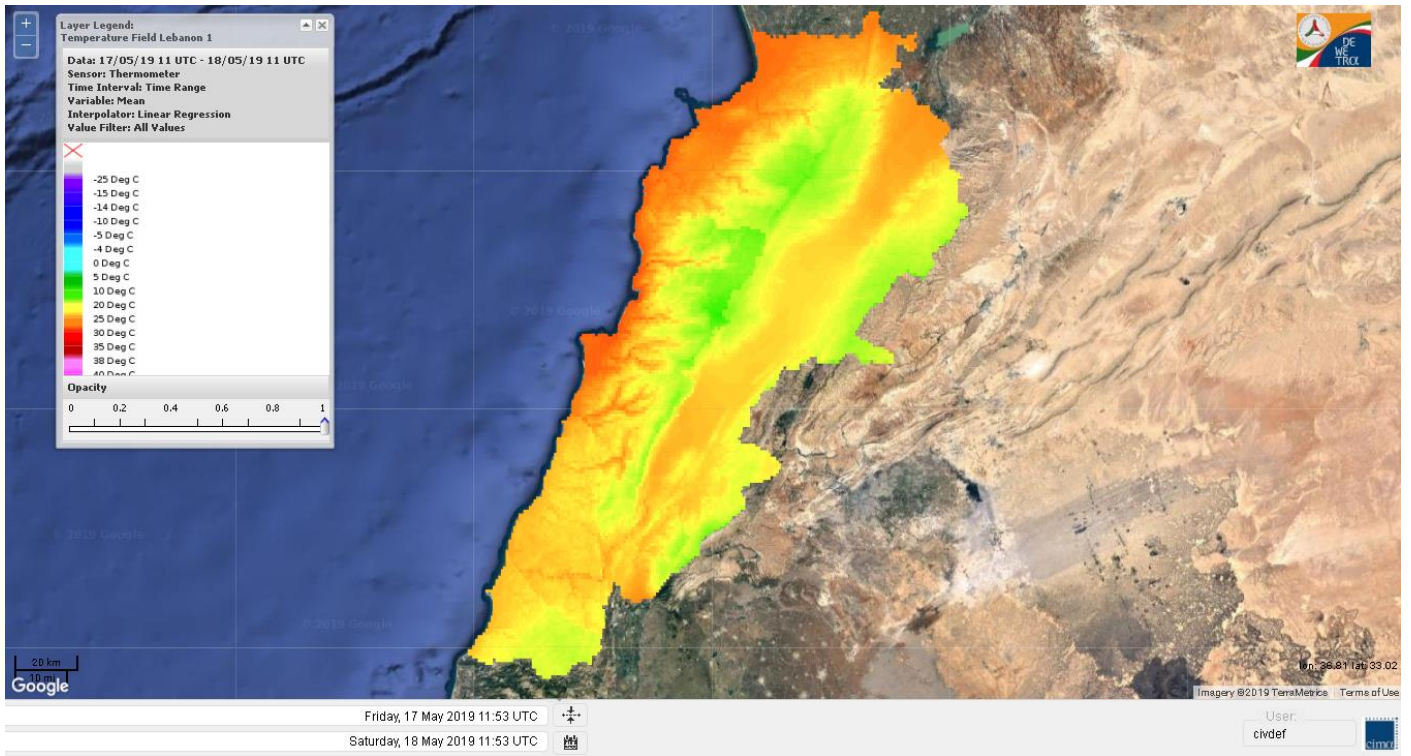 +
−
Layer Legend:
Temperature Field Lebanon 1
Data: 17/05/19 11 UTC - 18/05/19 11 UTC
Sensor: Thermometer
Time Interval: Time Range
Variable: Mean
Interpolator: Linear Regression
Value Filter: All Values
-25 Deg C
-15 Deg C
-14 Deg C
-10 Deg C
-5 Deg C
-4 Deg C
0 Deg C
5 Deg C
10 Deg C
20 Deg C
25 Deg C
30 Deg C
35 Deg C
38 Deg C
40 Deg C
Opacity
0 0.2 0.4 0.6 0.8 1
DE
WE
TRA
© 2019 Google
© 2019 Google
2019 Google
© 2019 Google
© 2019 Google
20 km
10 mi
Google
lon: 36.81 lat: 33.02
Imagery ©2019 TerraMetrics Terms of Use
Friday, 17 May 2019 11:53 UTC
Saturday, 18 May 2019 11:53 UTC
User:
civdef
cima